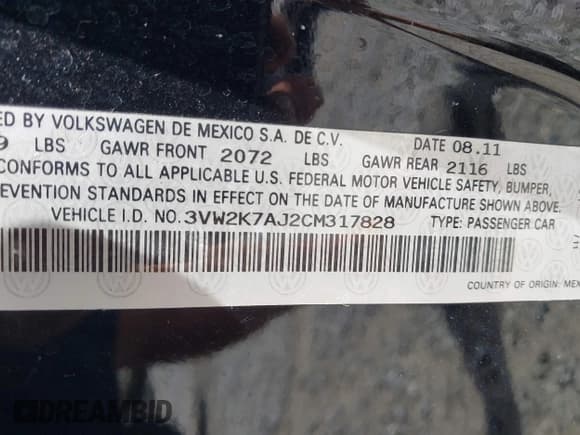 ED BY VOLKSWAGEN DE MEXICO S.A. DE C.V. DATE 08.11
9 LBS GAWR FRONT 2072 LBS GAWR REAR 2116 LBS
CONFORMS TO ALL APPLICABLE U.S. FEDERAL MOTOR VEHICLE SAFETY, BUMPER,
EVENTION STANDARDS IN EFFECT ON THE DATE OF MANUFACTURE SHOWN ABOVE.
VEHICLE I.D. NO. 3VW2K7AJ2CM317828 TYPE: PASSENGER CAR
COUNTRY OF ORIGIN: MEX
DREAMBID